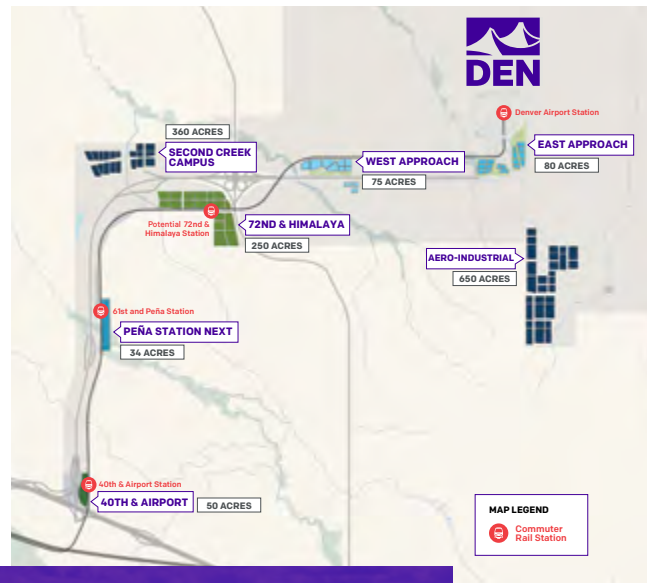 DEN
Denver Airport Station
360 ACRES
SECOND CREEK
CAMPUS
EAST APPROACH
80 ACRES
WEST APPROACH
75 ACRES
Potential 72nd &
Himalaya Station
72ND & HIMALAYA
250 ACRES
AERO-INDUSTRIAL
650 ACRES
61st and Peña Station
PEÑA STATION NEXT
34 ACRES
40th & Airport Station
40TH & AIRPORT
50 ACRES
MAP LEGEND
Commuter
Rail Station